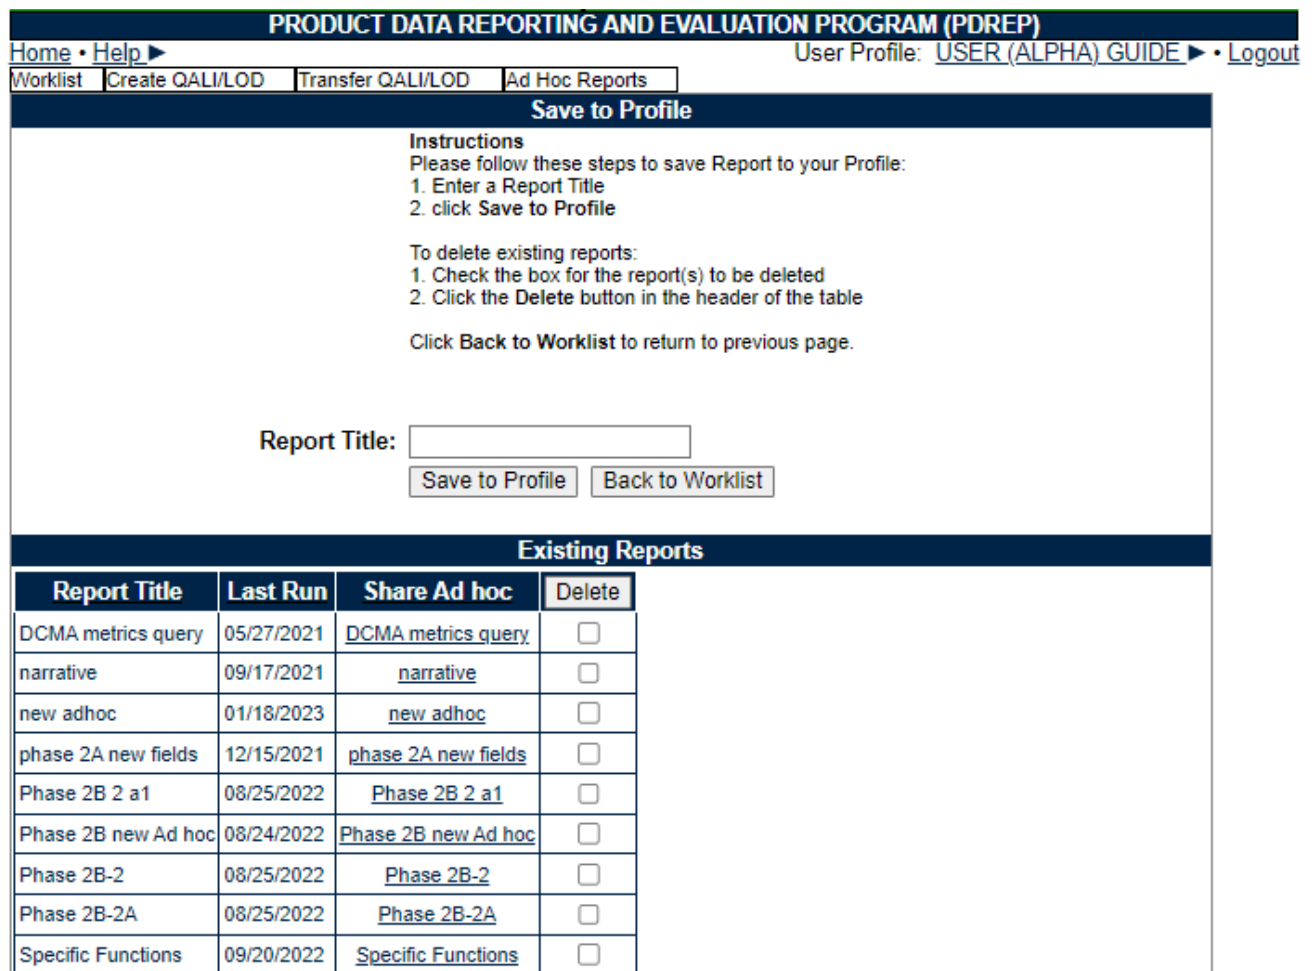 PRODUCT DATA REPORTING AND EVALUATION PROGRAM (PDREP)
Home • Help ▶ User Profile: USER (ALPHA) GUIDE ▶ • Logout
Worklist Create QALI/LOD Transfer QALI/LOD Ad Hoc Reports
Save to Profile
Instructions
Please follow these steps to save Report to your Profile:
1. Enter a Report Title
2. click Save to Profile
To delete existing reports:
1. Check the box for the report(s) to be deleted
2. Click the Delete button in the header of the table
Click Back to Worklist to return to previous page.
Report Title:
Save to Profile Back to Worklist
Existing Reports
Report Title Last Run Share Ad hoc Delete
DCMA metrics query 05/27/2021 DCMA metrics query
narrative 09/17/2021 narrative
new adhoc 01/18/2023 new adhoc
phase 2A new fields 12/15/2021 phase 2A new fields
Phase 2B 2 a1 08/25/2022 Phase 2B 2 a1
Phase 2B new Ad hoc 08/24/2022 Phase 2B new Ad hoc
Phase 2B-2 08/25/2022 Phase 2B-2
Phase 2B-2A 08/25/2022 Phase 2B-2A
Specific Functions 09/20/2022 Specific Functions